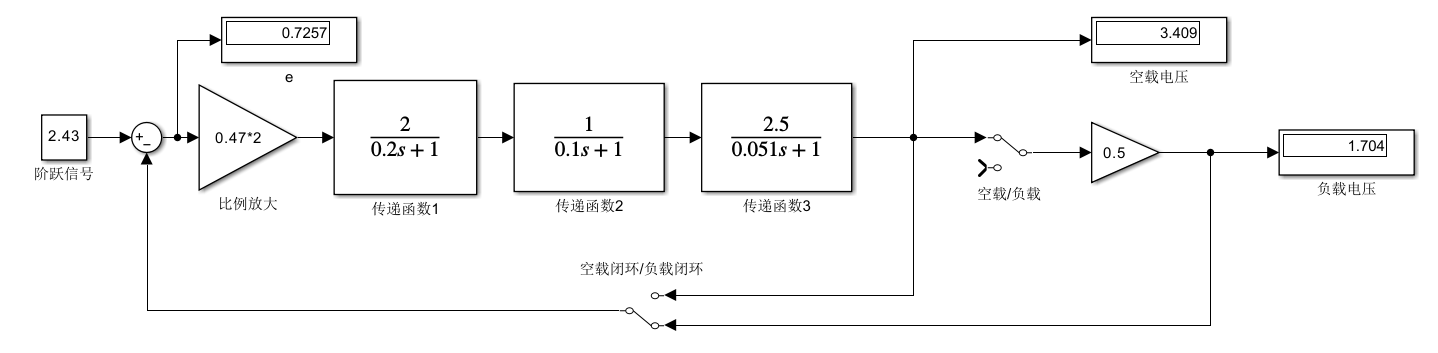 0.7257
e
3.409
空载电压
2.43
阶跃信号
+
−
0.47*2
比例放大
2
0.2s + 1
传递函数1
1
0.1s + 1
传递函数2
2.5
0.051s + 1
传递函数3
空载/负载
0.5
1.704
负载电压
空载闭环/负载闭环